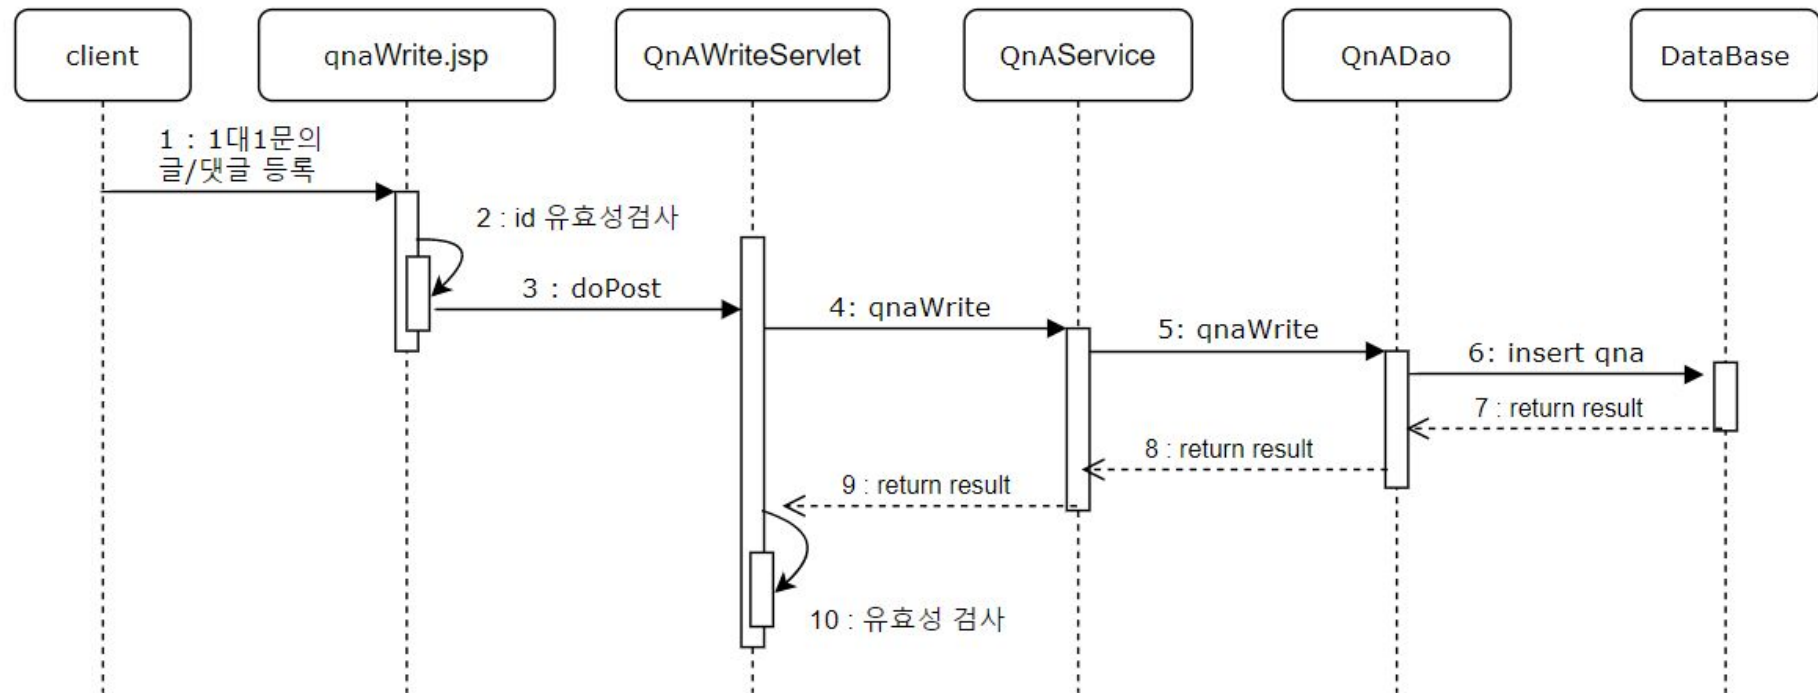 client
qnaWrite.jsp
QnAWriteServlet
QnAService
QnADao
DataBase
1 : 1대1문의
글/댓글 등록
2 : id 유효성검사
3 : doPost
4: qnaWrite
5: qnaWrite
6: insert qna
7 : return result
8 : return result
9 : return result
10 : 유효성 검사